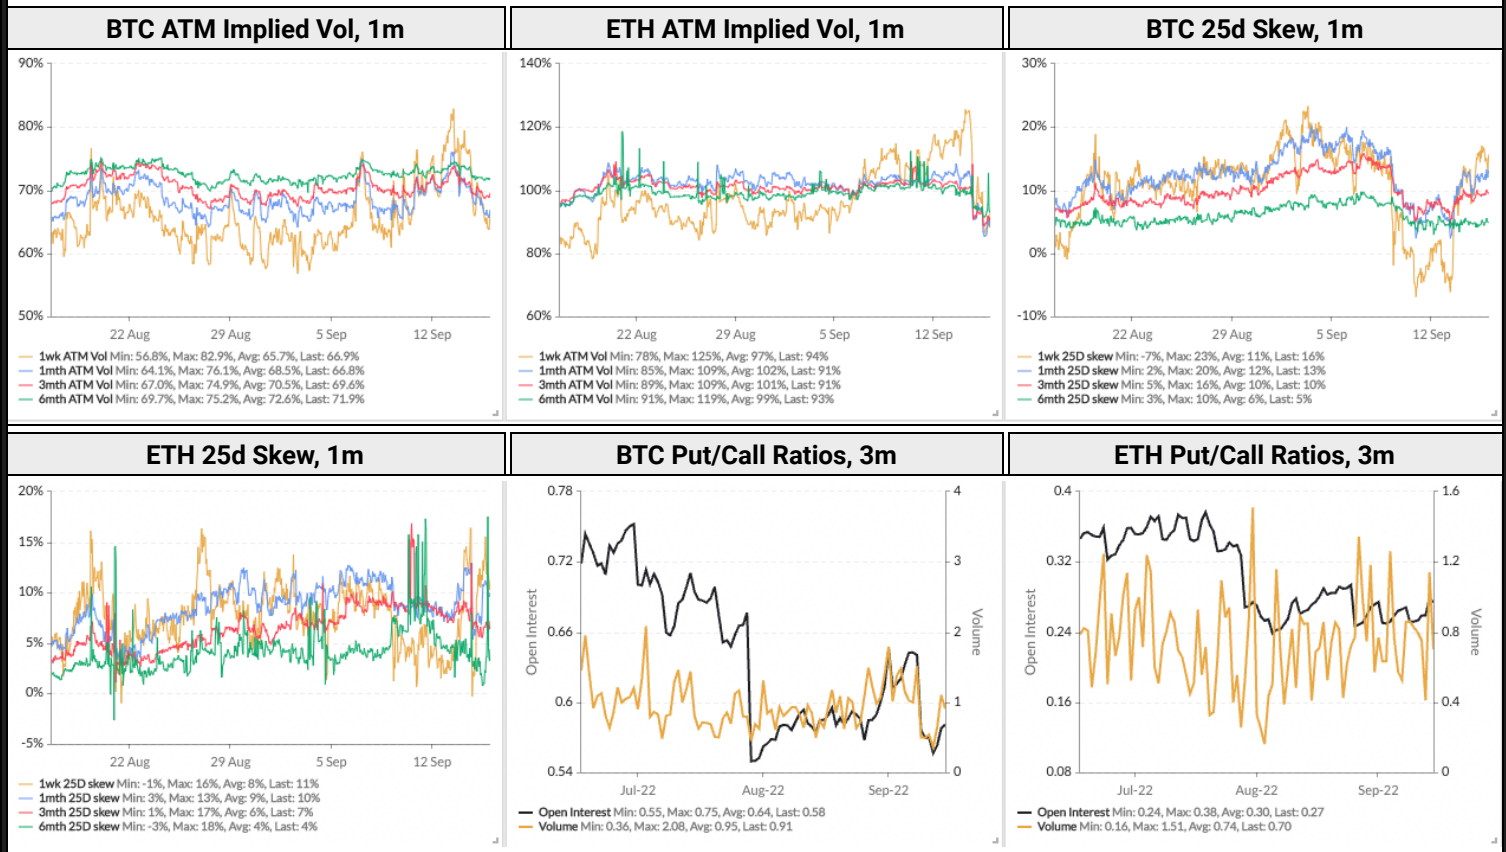 BTC ATM Implied Vol, 1m
90%
80%
70%
60%
50%
22 Aug
29 Aug
5 Sep
12 Sep
1wk ATM Vol Min: 56.8%, Max: 82.9%, Avg: 65.7%, Last: 66.9%
1mth ATM Vol Min: 64.1%, Max: 76.1%, Avg: 68.5%, Last: 66.8%
3mth ATM Vol Min: 67.0%, Max: 74.9%, Avg: 70.5%, Last: 69.6%
6mth ATM Vol Min: 69.7%, Max: 75.2%, Avg: 72.6%, Last: 71.9%
ETH ATM Implied Vol, 1m
140%
120%
100%
80%
60%
22 Aug
29 Aug
5 Sep
12 Sep
1wk ATM Vol Min: 78%, Max: 125%, Avg: 97%, Last: 94%
1mth ATM Vol Min: 85%, Max: 109%, Avg: 102%, Last: 91%
3mth ATM Vol Min: 89%, Max: 109%, Avg: 101%, Last: 91%
6mth ATM Vol Min: 91%, Max: 119%, Avg: 99%, Last: 93%
BTC 25d Skew, 1m
30%
20%
10%
0%
-10%
22 Aug
29 Aug
5 Sep
12 Sep
1wk 25D skew Min: -7%, Max: 23%, Avg: 11%, Last: 16%
1mth 25D skew Min: 2%, Max: 20%, Avg: 12%, Last: 13%
3mth 25D skew Min: 5%, Max: 16%, Avg: 10%, Last: 10%
6mth 25D skew Min: 3%, Max: 10%, Avg: 6%, Last: 5%
ETH 25d Skew, 1m
20%
15%
10%
5%
0%
-5%
22 Aug
29 Aug
5 Sep
12 Sep
1wk 25D skew Min: -1%, Max: 16%, Avg: 8%, Last: 11%
1mth 25D skew Min: 3%, Max: 13%, Avg: 9%, Last: 10%
3mth 25D skew Min: 1%, Max: 17%, Avg: 6%, Last: 7%
6mth 25D skew Min: -3%, Max: 18%, Avg: 4%, Last: 4%
BTC Put/Call Ratios, 3m
0.78
0.72
0.66
0.6
0.54
Open Interest
4
3
2
1
0
Volume
Jul-22
Aug-22
Sep-22
Open Interest Min: 0.55, Max: 0.75, Avg: 0.64, Last: 0.58
Volume Min: 0.36, Max: 2.08, Avg: 0.95, Last: 0.91
ETH Put/Call Ratios, 3m
0.4
0.32
0.24
0.16
0.08
Open Interest
1.6
1.2
0.8
0.4
0
Volume
Jul-22
Aug-22
Sep-22
Open Interest Min: 0.24, Max: 0.38, Avg: 0.30, Last: 0.27
Volume Min: 0.16, Max: 1.51, Avg: 0.74, Last: 0.70